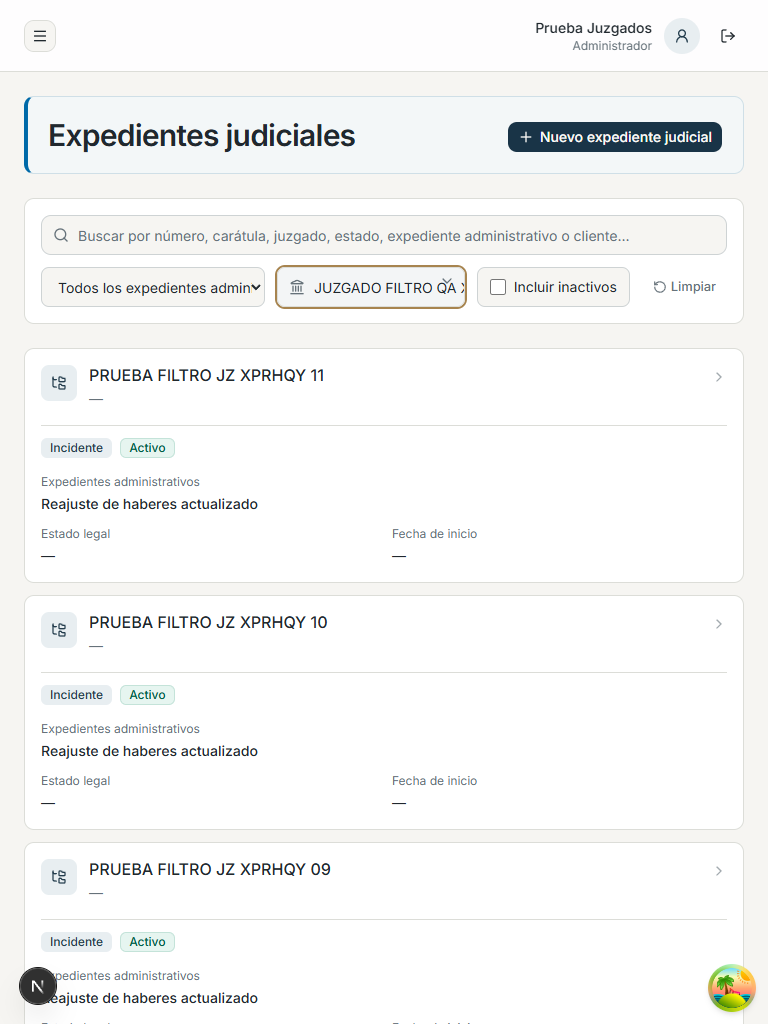 Prueba Juzgados
Administrador
Expedientes judiciales
+ Nuevo expediente judicial
Buscar por número, carátula, juzgado, estado, expediente administrativo o cliente...
Todos los expedientes admin
JUZGADO FILTRO QA
Incluir inactivos
Limpiar
PRUEBA FILTRO JZ XPRHQY 11
—
Incidente
Activo
Expedientes administrativos
Reajuste de haberes actualizado
Estado legal
Fecha de inicio
—
—
PRUEBA FILTRO JZ XPRHQY 10
—
Incidente
Activo
Expedientes administrativos
Reajuste de haberes actualizado
Estado legal
Fecha de inicio
—
—
PRUEBA FILTRO JZ XPRHQY 09
—
Incidente
Activo
pedientes administrativos
eajuste de haberes actualizado
N